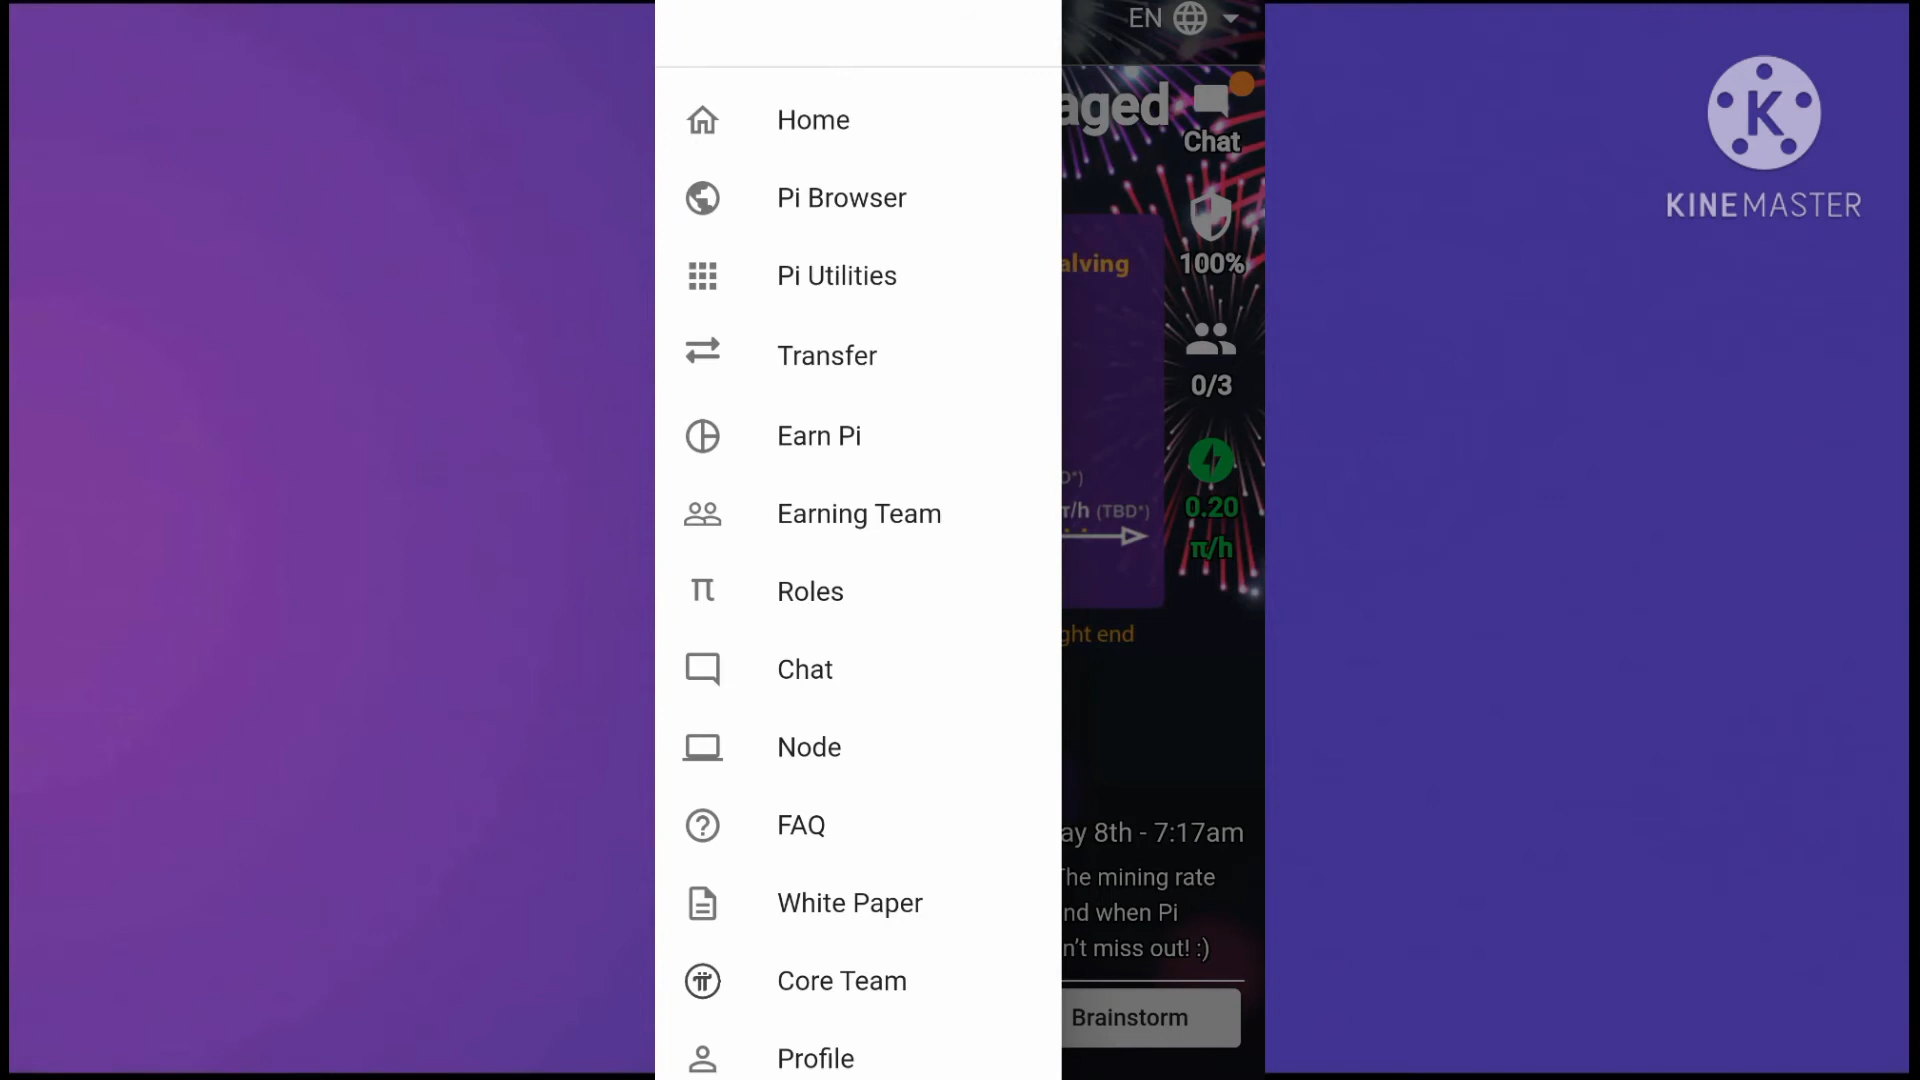 EN
aged
Chat
100%
0/3
0.20
π/h
Home
Pi Browser
Pi Utilities
Transfer
Earn Pi
Earning Team
π Roles
Chat
Node
FAQ
White Paper
Core Team
Profile
alving
π/h (TBD*)
ght end
ay 8th - 7:17am
The mining rate
nd when Pi
n't miss out! :)
Brainstorm
K
KINEMASTER